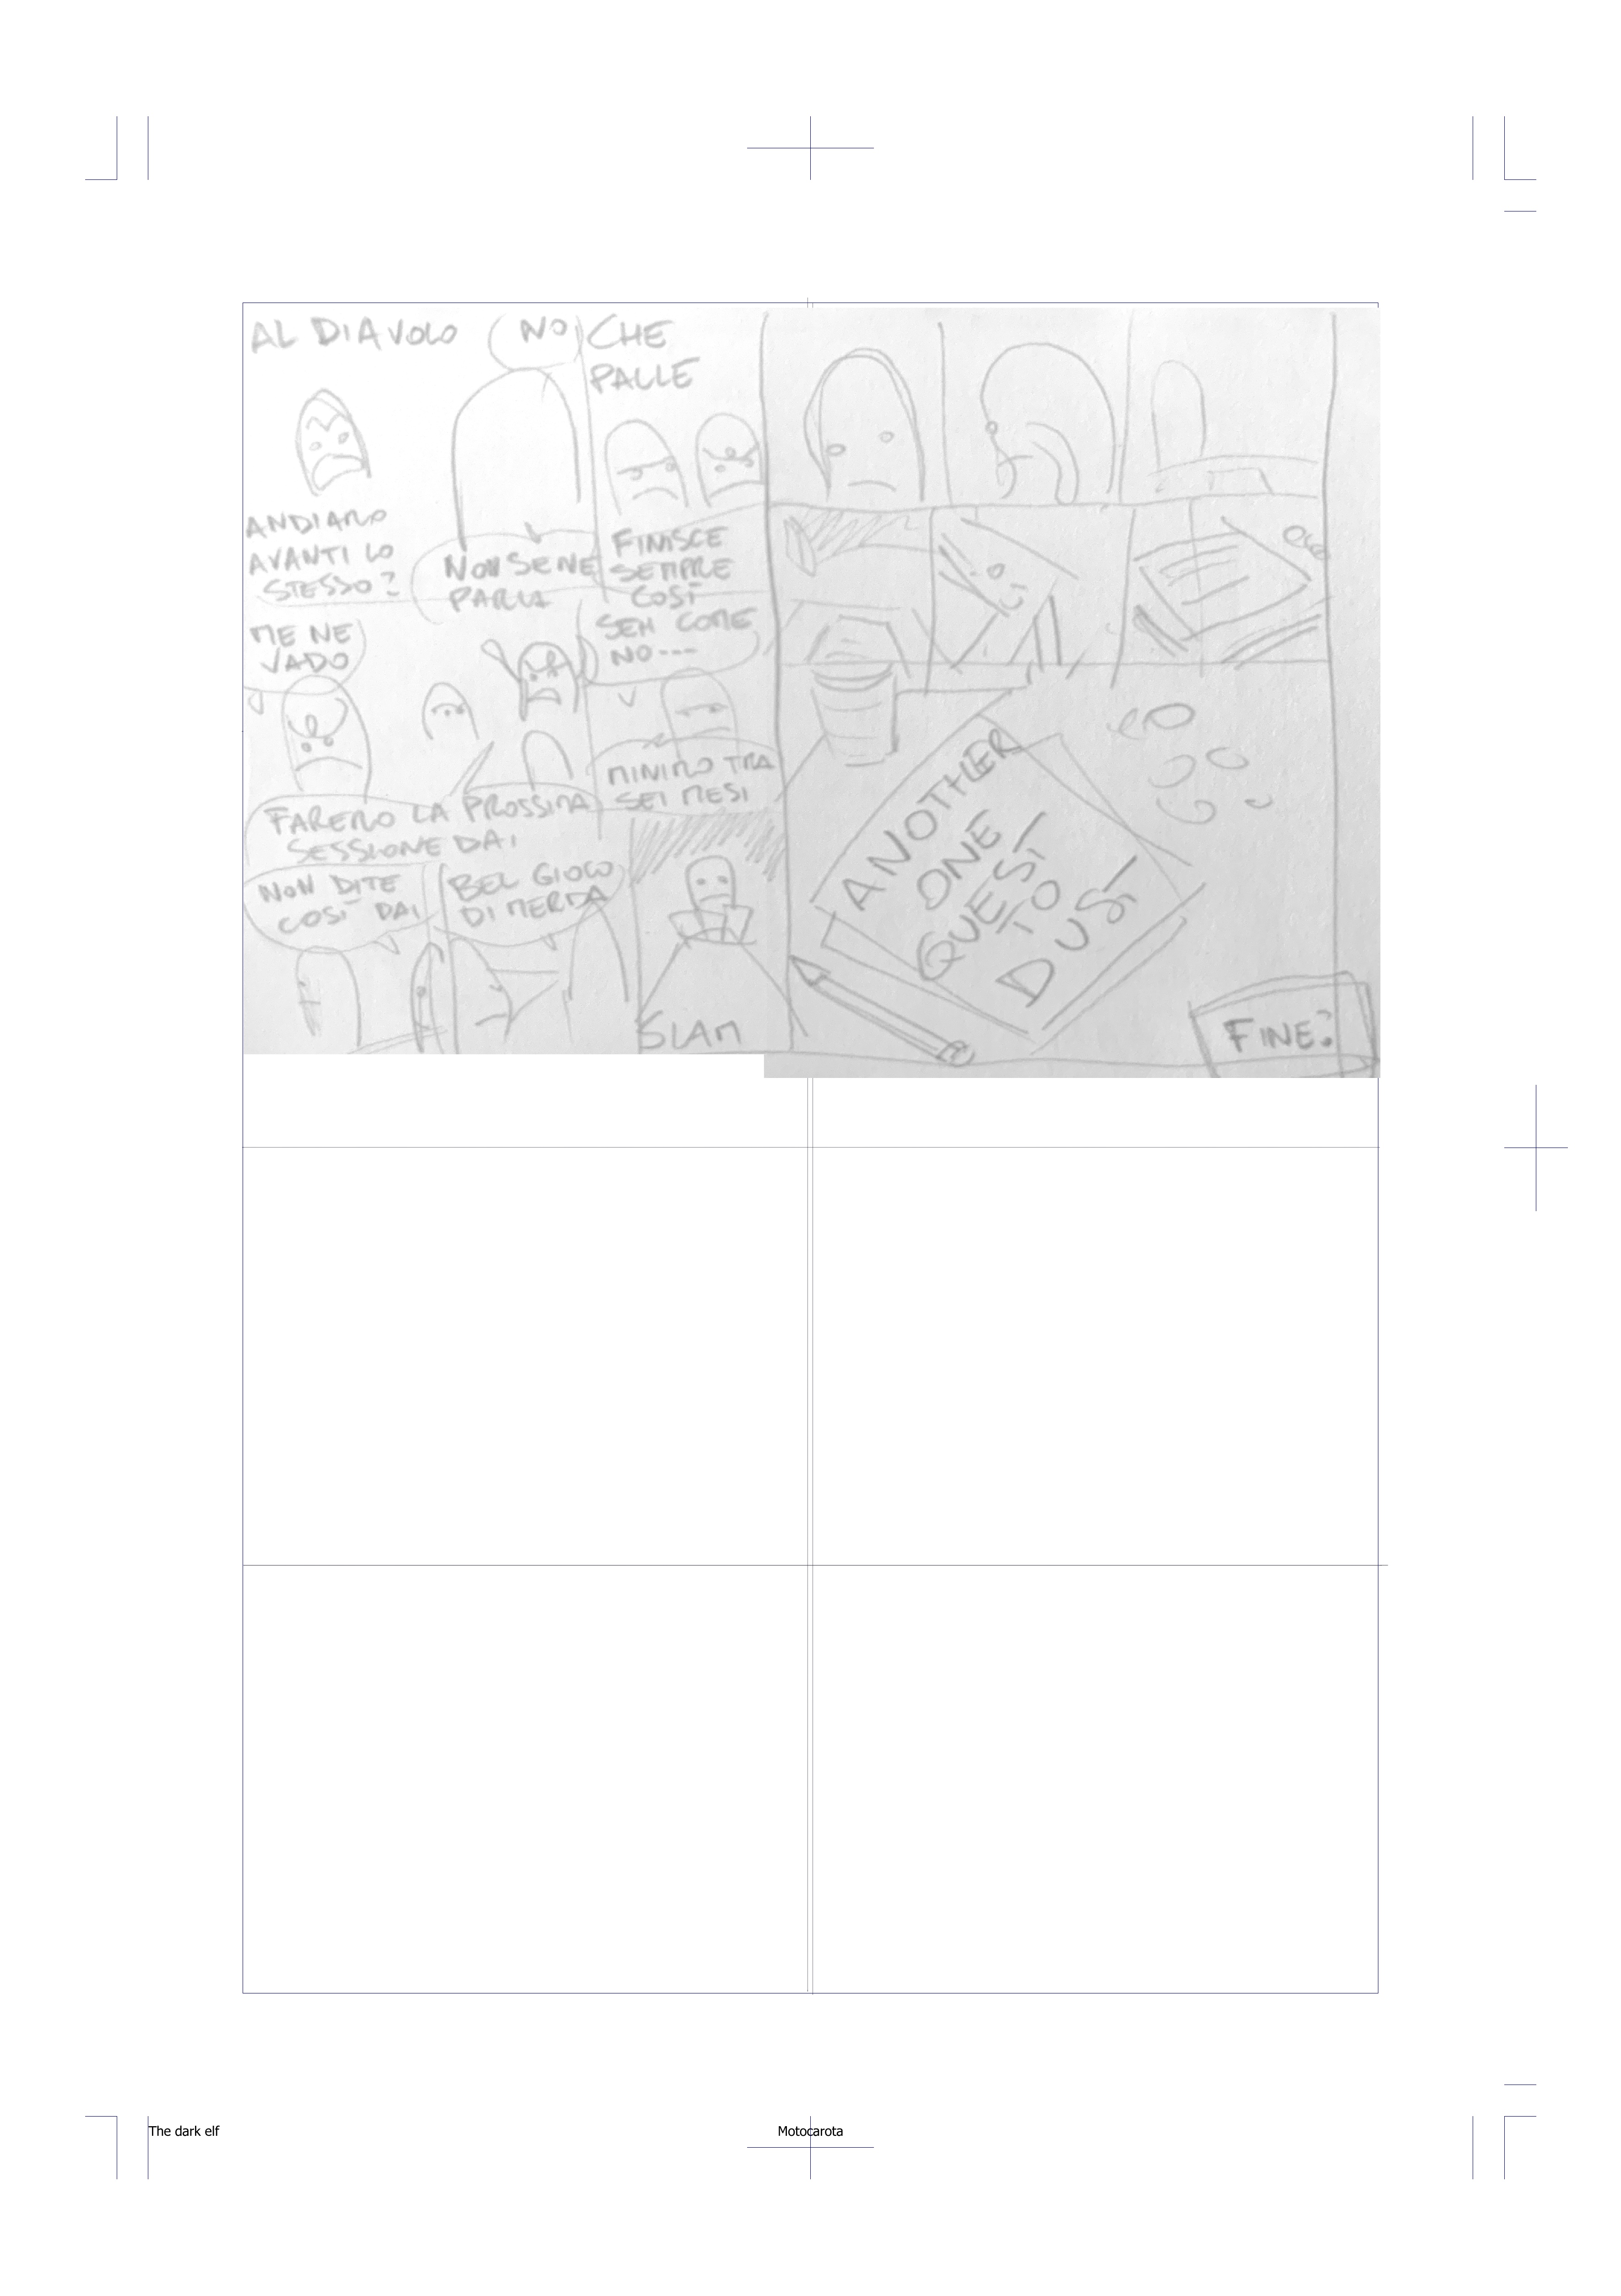 AL DIAVOLO
NO
CHE
PALLE
ANDIAMO
AVANTI LO
STESSO?
NON SE NE
PARLA
FINISCE
SEMPRE
COSÌ
SEH COME
NO---
ME NE
VADO
MINIMO TRA
SEI MESI
FAREMO LA PROSSIMA
SESSIONE DAI
NON DITE
COSÌ DAI
BEL GIOCO
DI MERDA
SLAM
ANOTHER
ONE
QUESI
TO
DUSI
FINE?
The dark elf
Motocarota